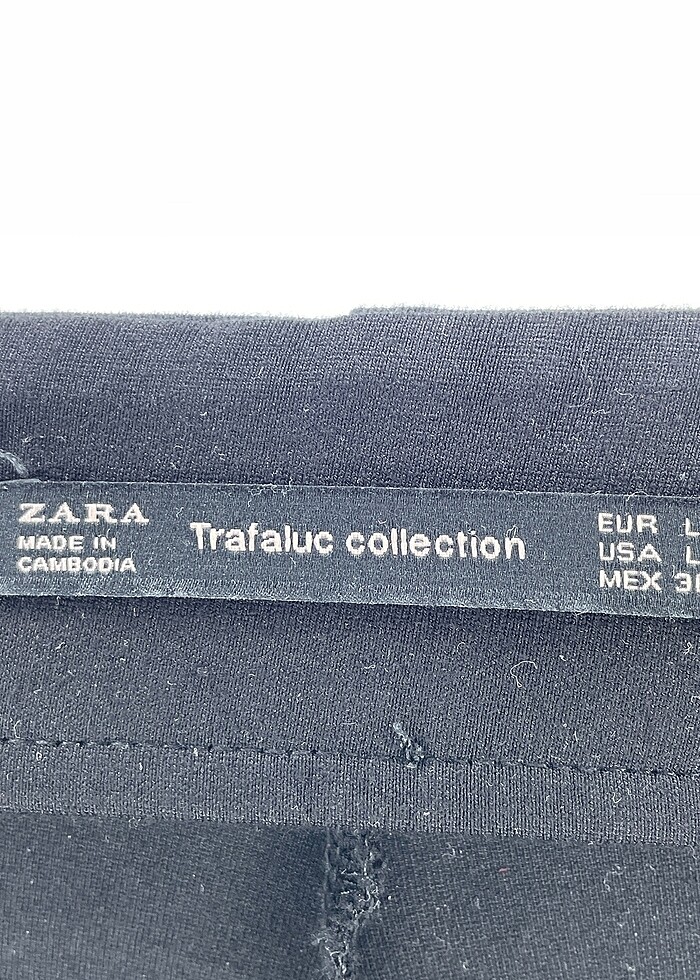 ZARA
MADE IN
CAMBODIA
Trafaluc collection
EUR L
USA L
MEX